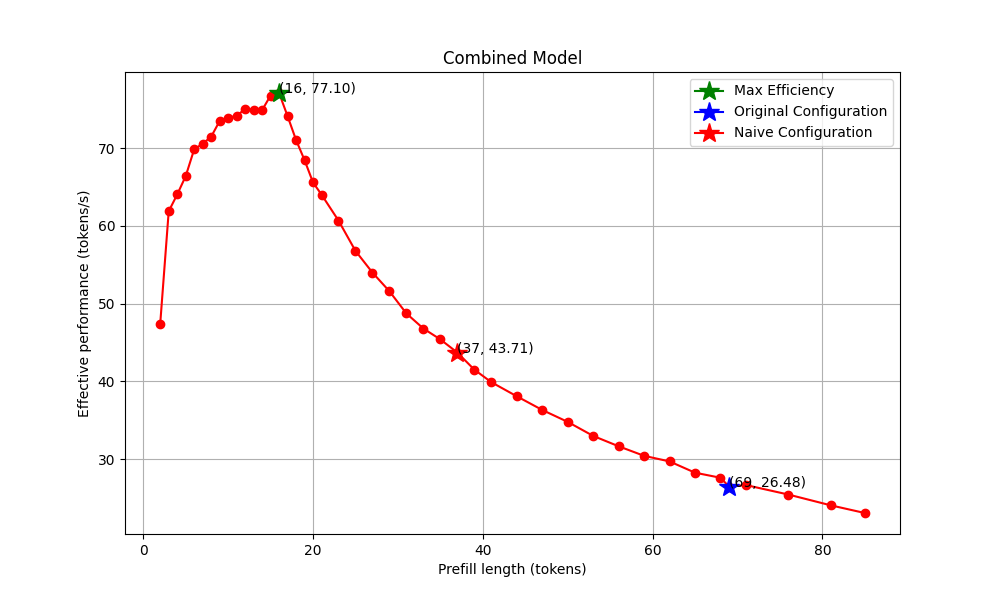 Combined Model
Max Efficiency
Original Configuration
Naive Configuration
(16, 77.10)
(37, 43.71)
(69, 26.48)
Effective performance (tokens/s)
70
60
50
40
30
0 20 40 60 80
Prefill length (tokens)